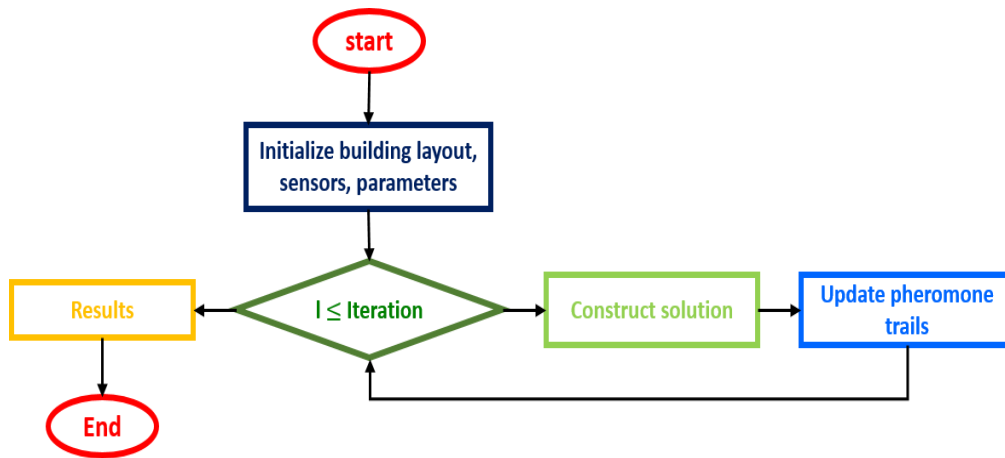 start
Initialize building layout,
sensors, parameters
Results
I ≤ Iteration
Construct solution
Update pheromone
trails
End